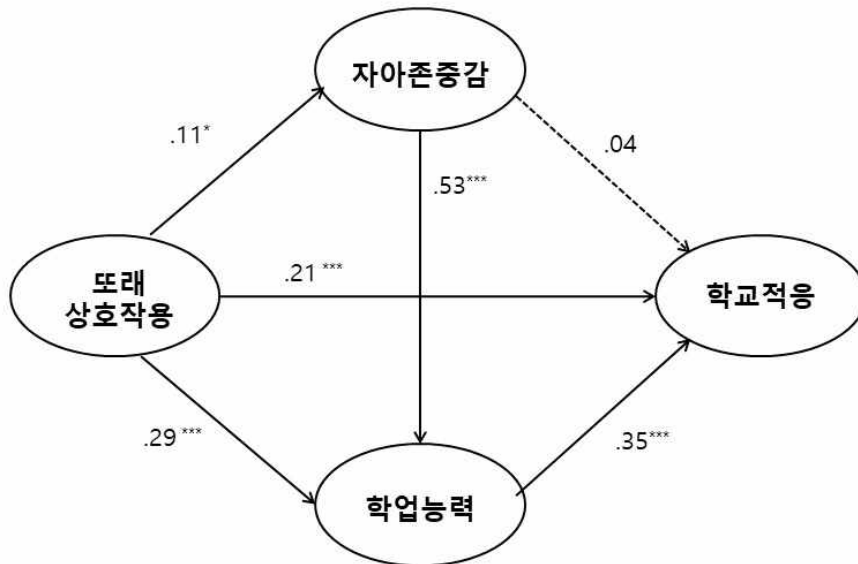 자아존중감
.11*
.04
.53***
또래
상호작용
.21 ***
학교적응
.29 ***
.35***
학업능력